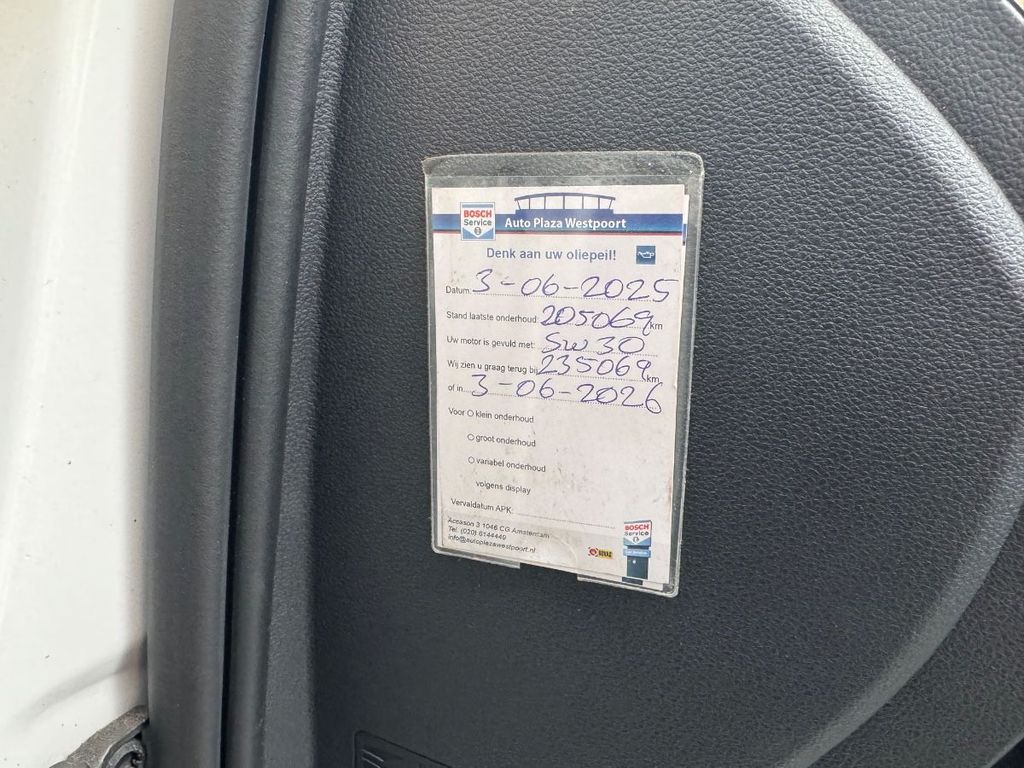 BOSCH
Service
Auto Plaza Westpoort
Denk aan uw oliepeil!
Datum: 3-06-2025
Stand laatste onderhoud: 205069 km
Uw motor is gevuld met: 5W30
Wij zien u graag terug bij 235069 km
of in 3-06-2026
Voor O klein onderhoud
O groot onderhoud
O variabel onderhoud
volgens display
Vervaldatum APK:
Accason 3 1046 CG Amsterdam
Tel. (020) 6144449
info@autoplazawestpoort.nl
BOVAG
BOSCH
Service